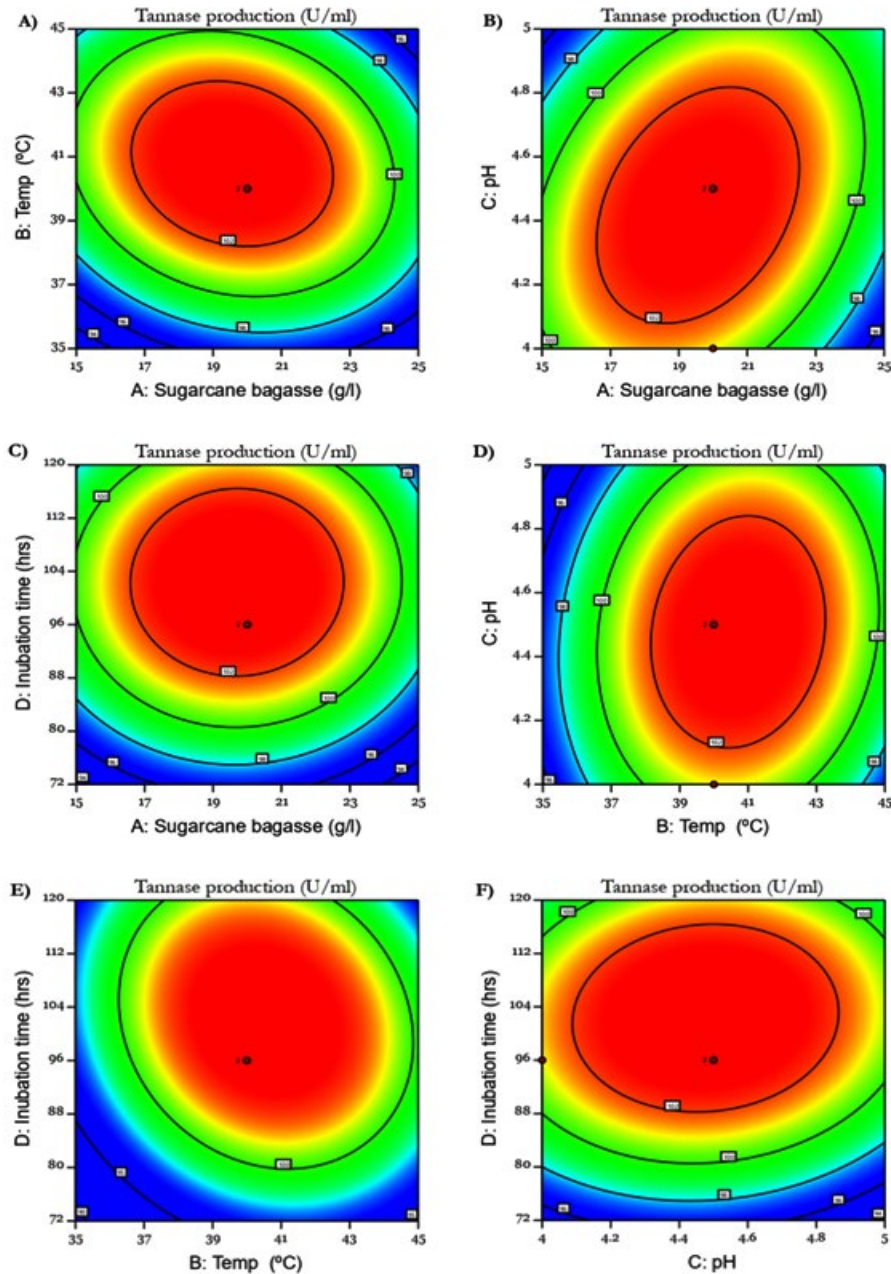 A) Tannase production (U/ml)
45
43
41
39
37
35
B: Temp (ºC)
15 17 19 21 23 25
A: Sugarcane bagasse (g/l)
B) Tannase production (U/ml)
5
4.8
4.6
4.4
4.2
4
C: pH
15 17 19 21 23 25
A: Sugarcane bagasse (g/l)
C) Tannase production (U/ml)
120
112
104
96
88
80
72
D: Inubation time (hrs)
15 17 19 21 23 25
A: Sugarcane bagasse (g/l)
D) Tannase production (U/ml)
5
4.8
4.6
4.4
4.2
4
C: pH
35 37 39 41 43 45
B: Temp (ºC)
E) Tannase production (U/ml)
120
112
104
96
88
80
72
D: Inubation time (hrs)
35 37 39 41 43 45
B: Temp (ºC)
F) Tannase production (U/ml)
120
112
104
96
88
80
72
D: Inubation time (hrs)
4 4.2 4.4 4.6 4.8 5
C: pH